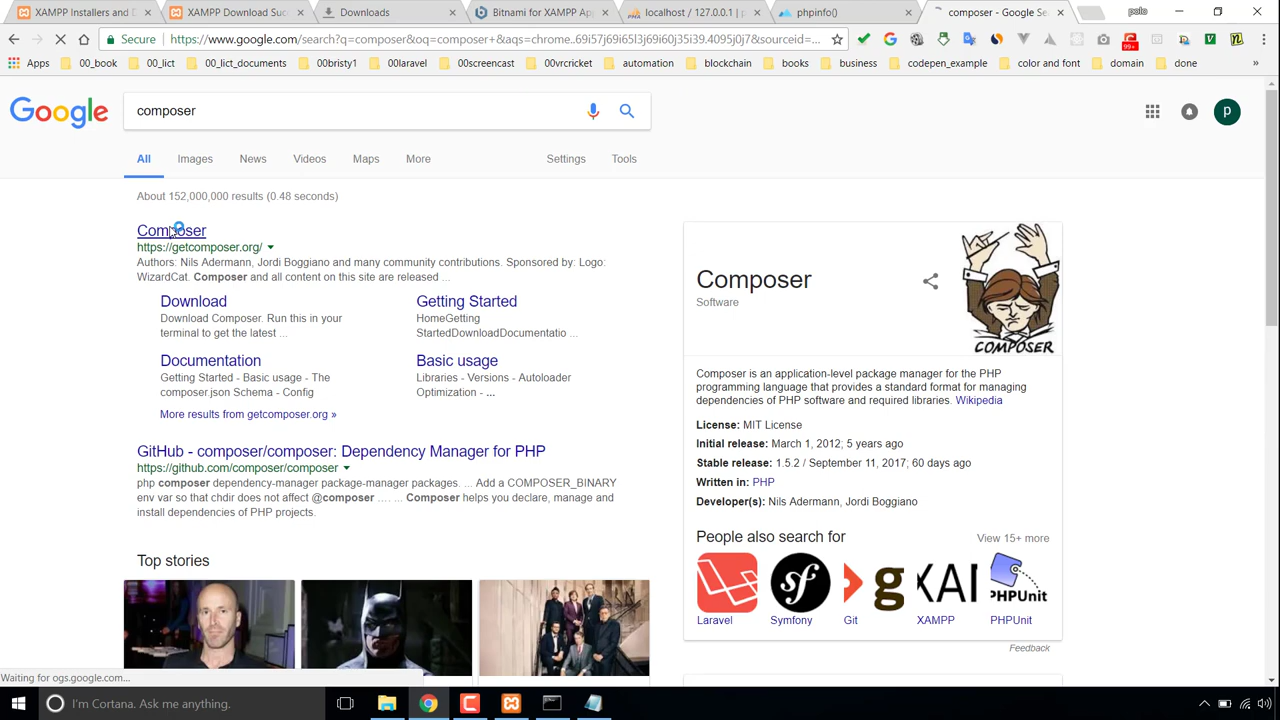 XAMPP Installers and D
XAMPP Download Suc
Downloads
Bitnami for XAMPP Ap
localhost / 127.0.0.1 | p
phpinfo()
composer - Google Se
polo
Secure
https://www.google.com/search?q=composer&oq=composer+&aqs=chrome..69i57j69i65l3j69i60j35i39.4095j0j7&sourceid=...
99+
Apps
00_book
00_lict
00_lict_documents
00bristy1
00laravel
00screencast
00vrcricket
automation
blockchain
books
business
codepen_example
color and font
domain
done
»
Google
composer
p
All
Images
News
Videos
Maps
More
Settings
Tools
About 152,000,000 results (0.48 seconds)
Composer
https://getcomposer.org/
Authors: Nils Adermann, Jordi Boggiano and many community contributions. Sponsored by: Logo:
WizardCat. Composer and all content on this site are released ...
Download
Download Composer. Run this in your
terminal to get the latest ...
Getting Started
HomeGetting
StartedDownloadDocumentatio ...
Documentation
Getting Started - Basic usage - The
composer.json Schema - Config
Basic usage
Libraries - Versions - Autoloader
Optimization - ...
More results from getcomposer.org »
GitHub - composer/composer: Dependency Manager for PHP
https://github.com/composer/composer
php composer dependency-manager package-manager packages. ... Add a COMPOSER_BINARY
env var so that chdir does not affect @composer .... ... Composer helps you declare, manage and
install dependencies of PHP projects.
Top stories
Composer
Software
COMPOSER
Composer is an application-level package manager for the PHP
programming language that provides a standard format for managing
dependencies of PHP software and required libraries. Wikipedia
License: MIT License
Initial release: March 1, 2012; 5 years ago
Stable release: 1.5.2 / September 11, 2017; 60 days ago
Written in: PHP
Developer(s): Nils Adermann, Jordi Boggiano
People also search for
View 15+ more
g
XAI
PHPUnit
Laravel
Symfony
Git
XAMPP
PHPUnit
Feedback
Waiting for ogs.google.com...
I'm Cortana. Ask me anything.